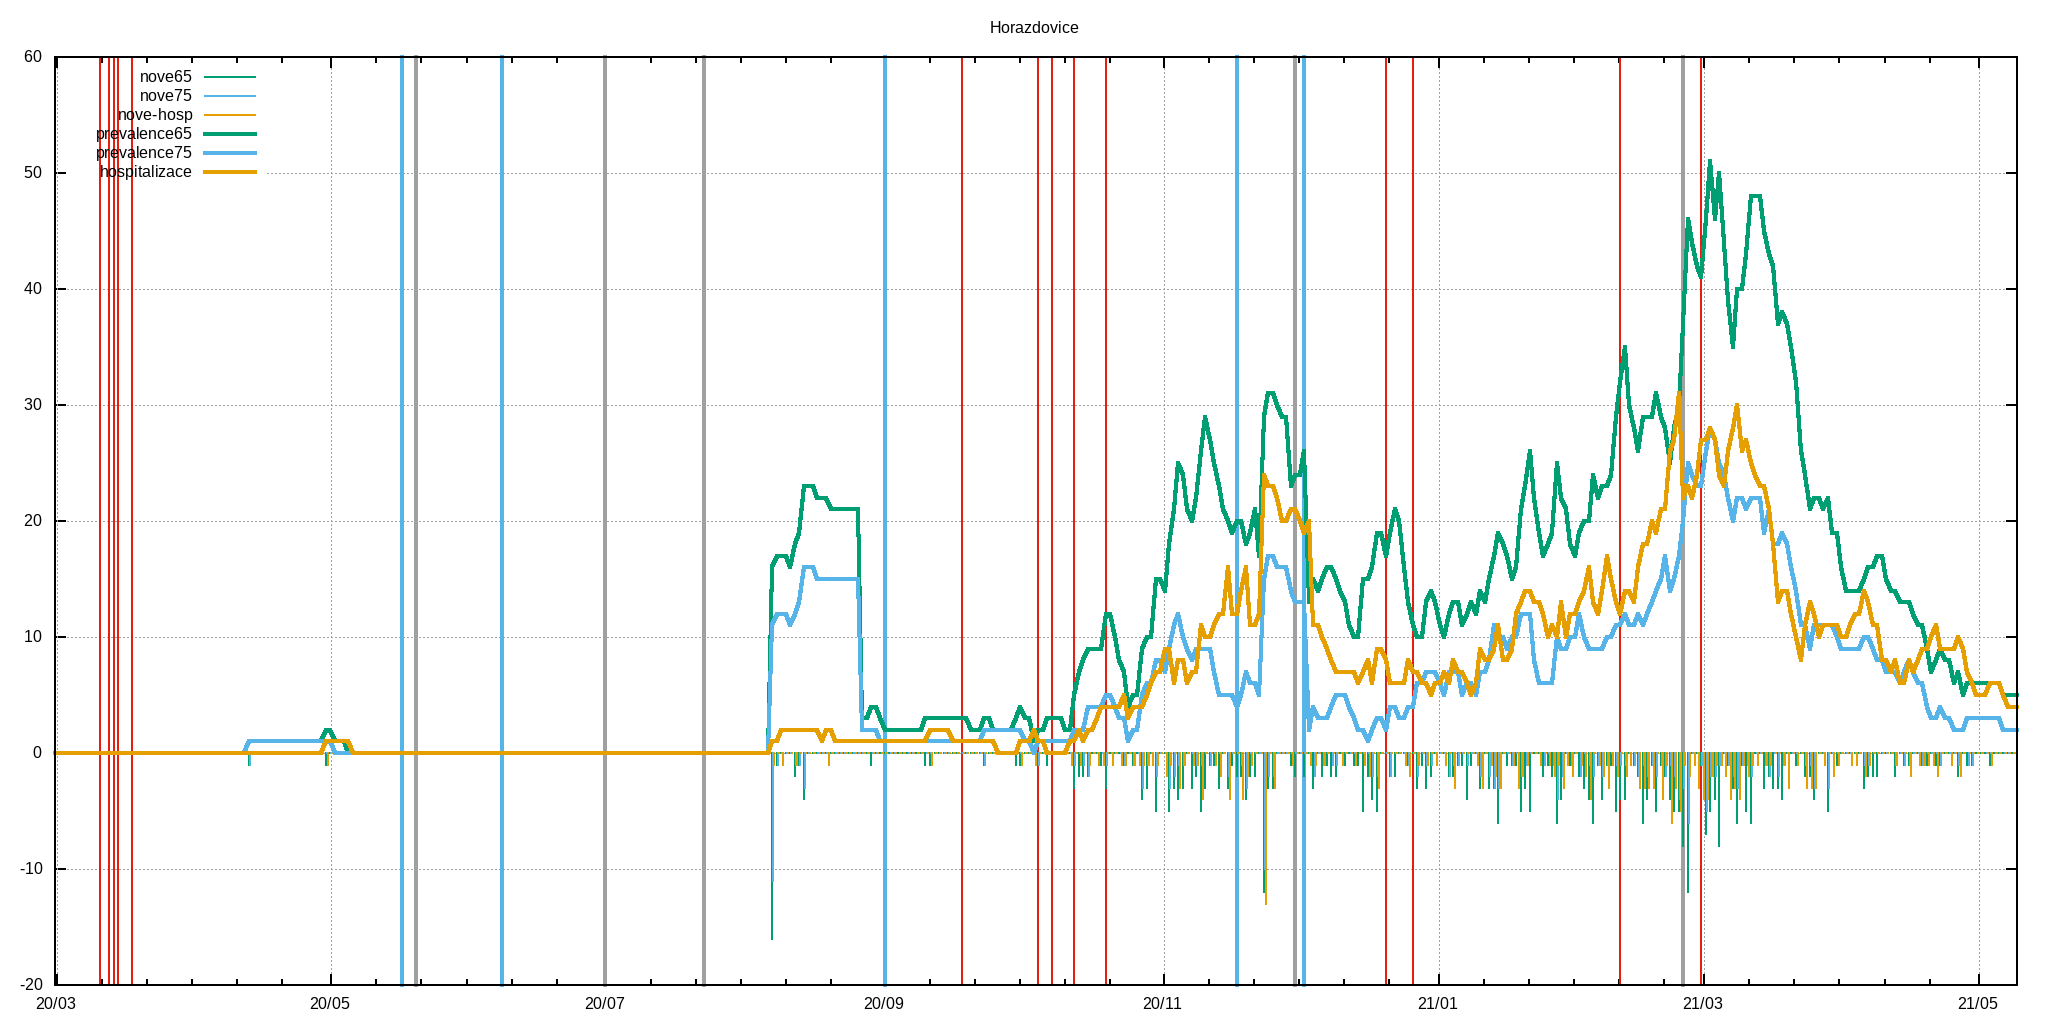 Horazdovice
60
50
40
30
20
10
0
-10
-20
nove65
nove75
nove-hosp
prevalence65
prevalence75
hospitalizace
20/03 20/05 20/07 20/09 20/11 21/01 21/03 21/05